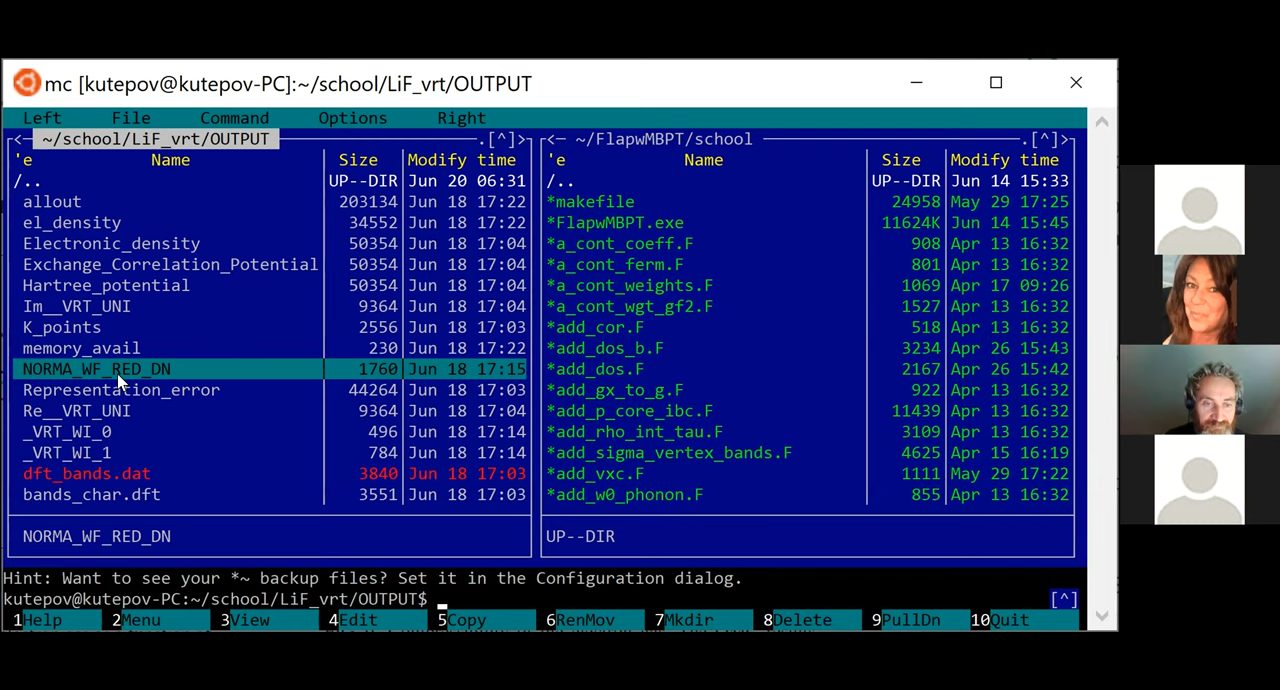 mc [kutepov@kutepov-PC]:~/school/LiF_vrt/OUTPUT
Left File Command Options Right
<─ ~/school/LiF_vrt/OUTPUT .[^]>
'e Name Size Modify time
/.. UP--DIR Jun 20 06:31
allout 203134 Jun 18 17:22
el_density 34552 Jun 18 17:22
Electronic_density 50354 Jun 18 17:04
Exchange_Correlation_Potential 50354 Jun 18 17:04
Hartree_potential 50354 Jun 18 17:04
Im__VRT_UNI 9364 Jun 18 17:04
K_points 2556 Jun 18 17:03
memory_avail 230 Jun 18 17:22
NORMA_WF_RED_DN 1760 Jun 18 17:15
Representation_error 44264 Jun 18 17:03
Re__VRT_UNI 9364 Jun 18 17:04
_VRT_WI_0 496 Jun 18 17:14
_VRT_WI_1 784 Jun 18 17:14
dft_bands.dat 3840 Jun 18 17:03
bands_char.dft 3551 Jun 18 17:03
NORMA_WF_RED_DN
<─ ~/FlapwMBPT/school .[^]>
'e Name Size Modify time
/.. UP--DIR Jun 14 15:33
*makefile 24958 May 29 17:25
*FlapwMBPT.exe 11624K Jun 14 15:45
*a_cont_coeff.F 908 Apr 13 16:32
*a_cont_ferm.F 801 Apr 13 16:32
*a_cont_weights.F 1069 Apr 17 09:26
*a_cont_wgt_gf2.F 1527 Apr 13 16:32
*add_cor.F 518 Apr 13 16:32
*add_dos_b.F 3234 Apr 26 15:43
*add_dos.F 2167 Apr 26 15:42
*add_gx_to_g.F 922 Apr 13 16:32
*add_p_core_ibc.F 11439 Apr 13 16:32
*add_rho_int_tau.F 3109 Apr 13 16:32
*add_sigma_vertex_bands.F 4625 Apr 15 16:19
*add_vxc.F 1111 May 29 17:22
*add_w0_phonon.F 855 Apr 13 16:32
UP--DIR
Hint: Want to see your *~ backup files? Set it in the Configuration dialog.
kutepov@kutepov-PC:~/school/LiF_vrt/OUTPUT$ [^]
1Help 2Menu 3View 4Edit 5Copy 6RenMov 7Mkdir 8Delete 9PullDn 10Quit